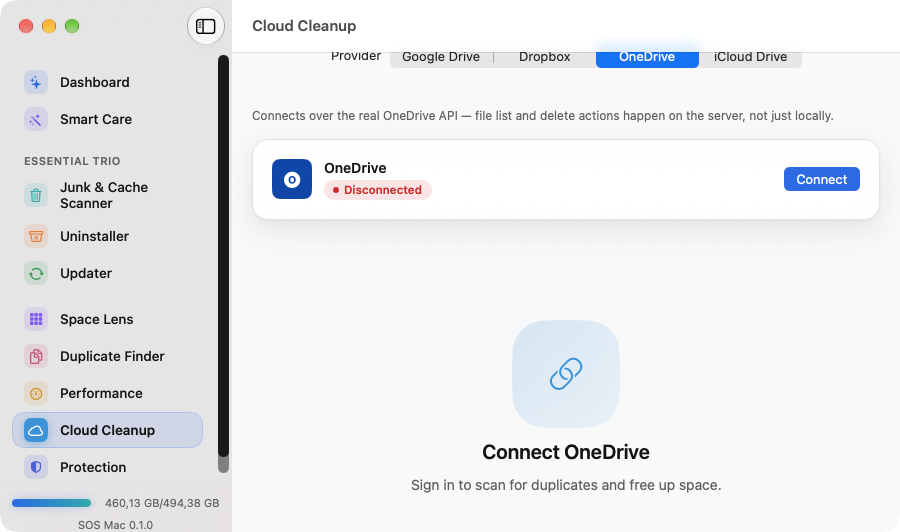 Cloud Cleanup
Dashboard
Smart Care
ESSENTIAL TRIO
Junk & Cache
Scanner
Uninstaller
Updater
Space Lens
Duplicate Finder
Performance
Cloud Cleanup
Protection
460,13 GB/494,38 GB
SOS Mac 0.1.0
Provider
Google Drive
Dropbox
OneDrive
iCloud Drive
Connects over the real OneDrive API — file list and delete actions happen on the server, not just locally.
O
OneDrive
Disconnected
Connect
Connect OneDrive
Sign in to scan for duplicates and free up space.